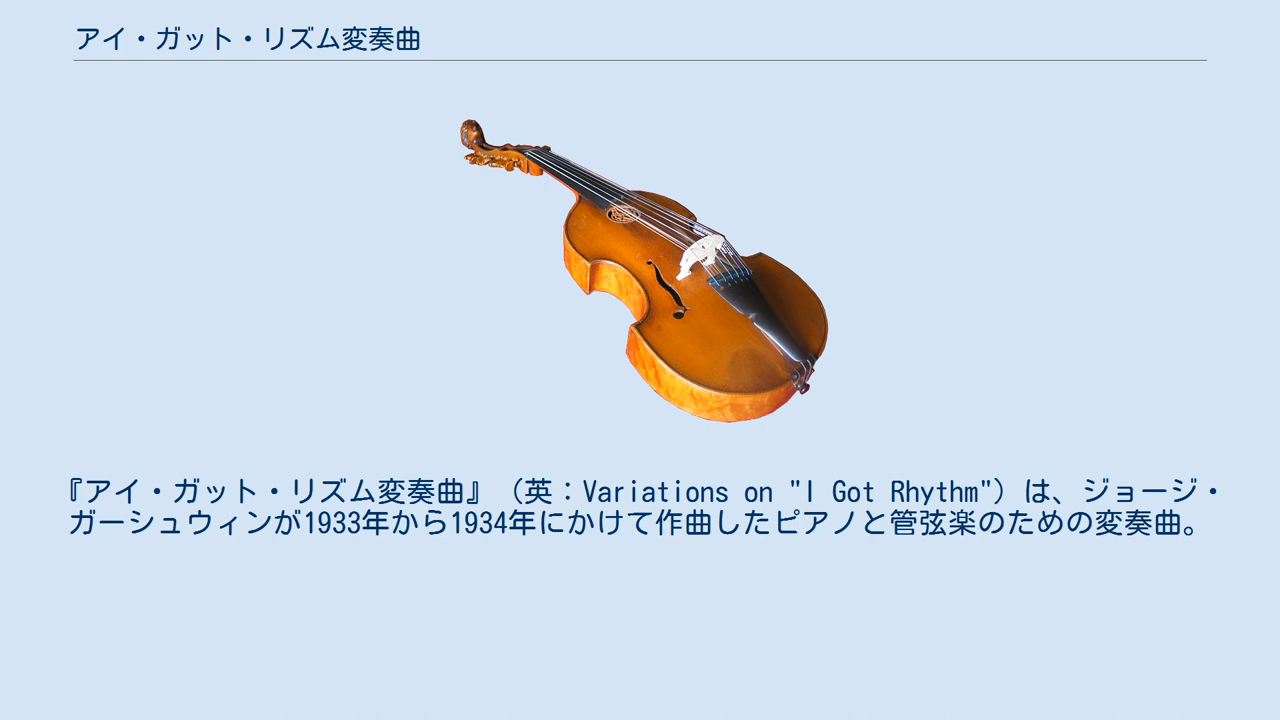 アイ・ガット・リズム変奏曲
『アイ・ガット・リズム変奏曲』（英：Variations on "I Got Rhythm"）は、ジョージ・
ガーシュウィンが1933年から1934年にかけて作曲したピアノと管弦楽のための変奏曲。